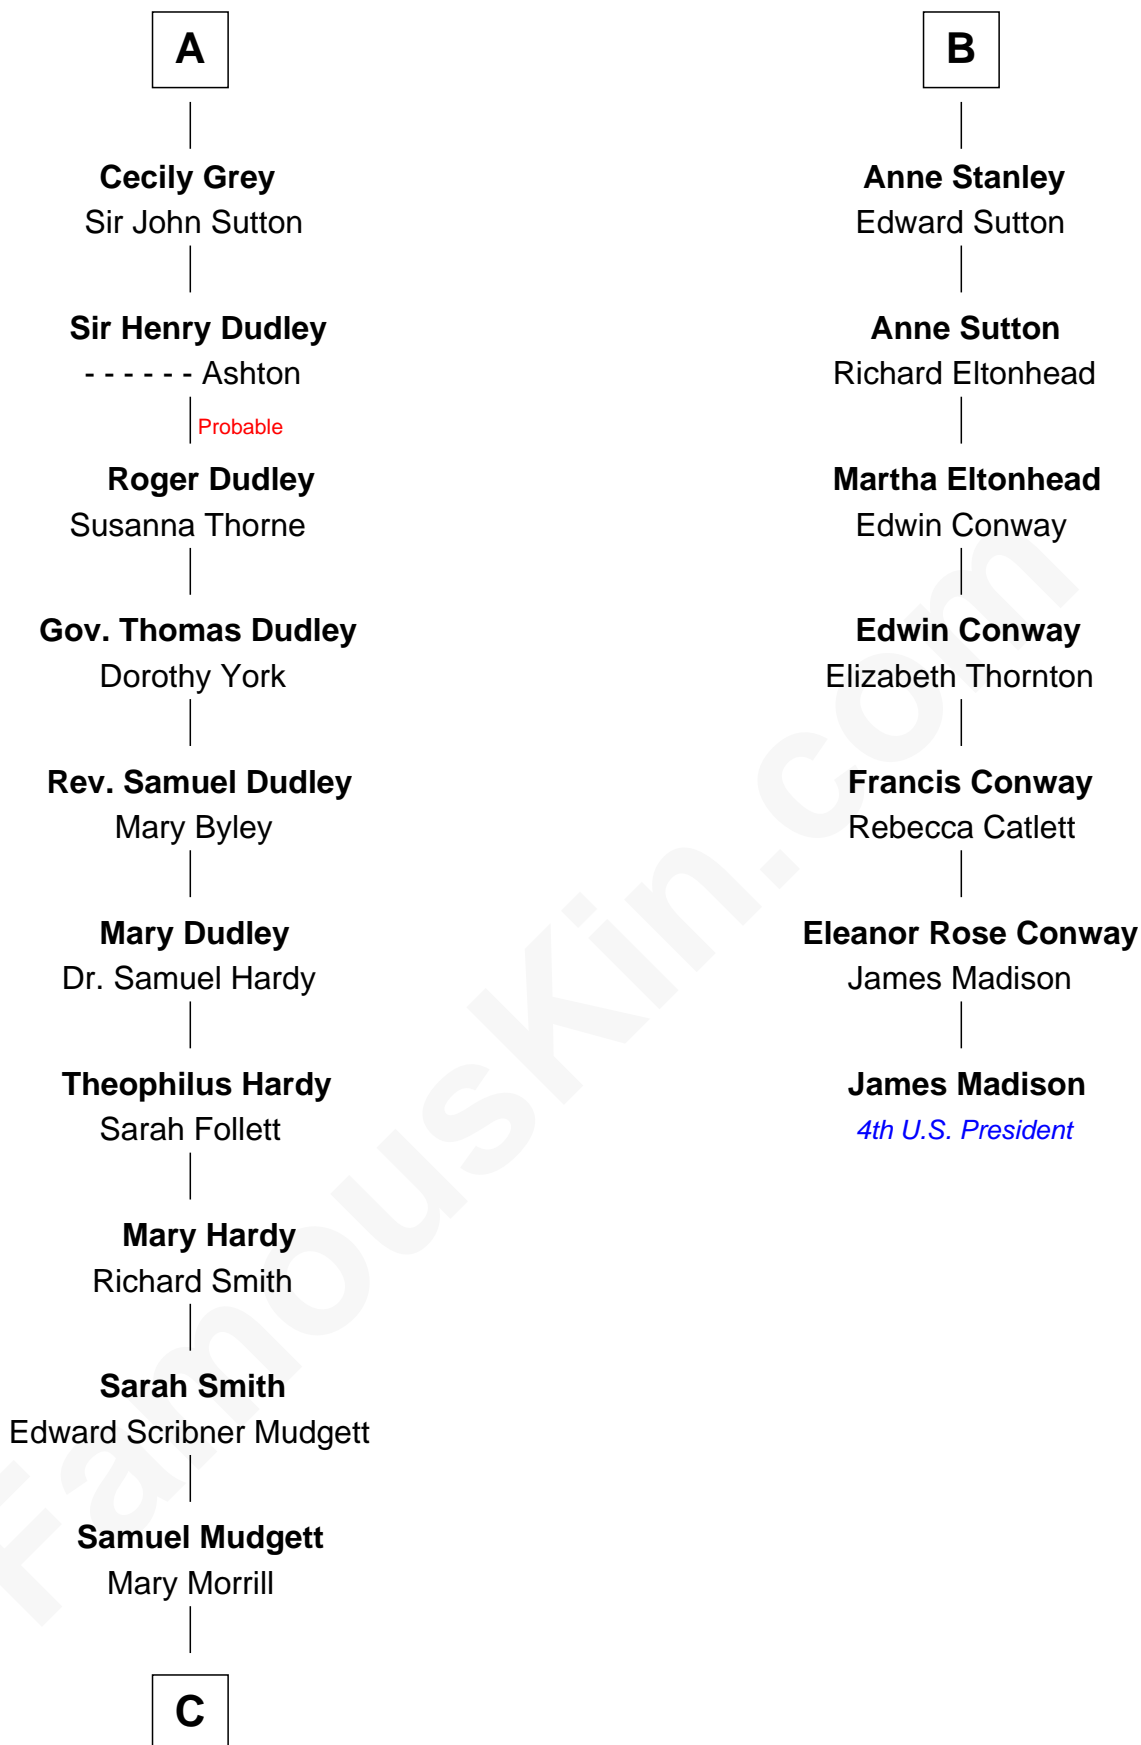 A
Cecily Grey
Sir John Sutton
Sir Henry Dudley
- - - - - - Ashton
Probable
Roger Dudley
Susanna Thorne
Gov. Thomas Dudley
Dorothy York
Rev. Samuel Dudley
Mary Byley
Mary Dudley
Dr. Samuel Hardy
Theophilus Hardy
Sarah Follett
Mary Hardy
Richard Smith
Sarah Smith
Edward Scribner Mudgett
Samuel Mudgett
Mary Morrill
C
B
Anne Stanley
Edward Sutton
Anne Sutton
Richard Eltonhead
Martha Eltonhead
Edwin Conway
Edwin Conway
Elizabeth Thornton
Francis Conway
Rebecca Catlett
Eleanor Rose Conway
James Madison
James Madison
4th U.S. President
FamousKin.com